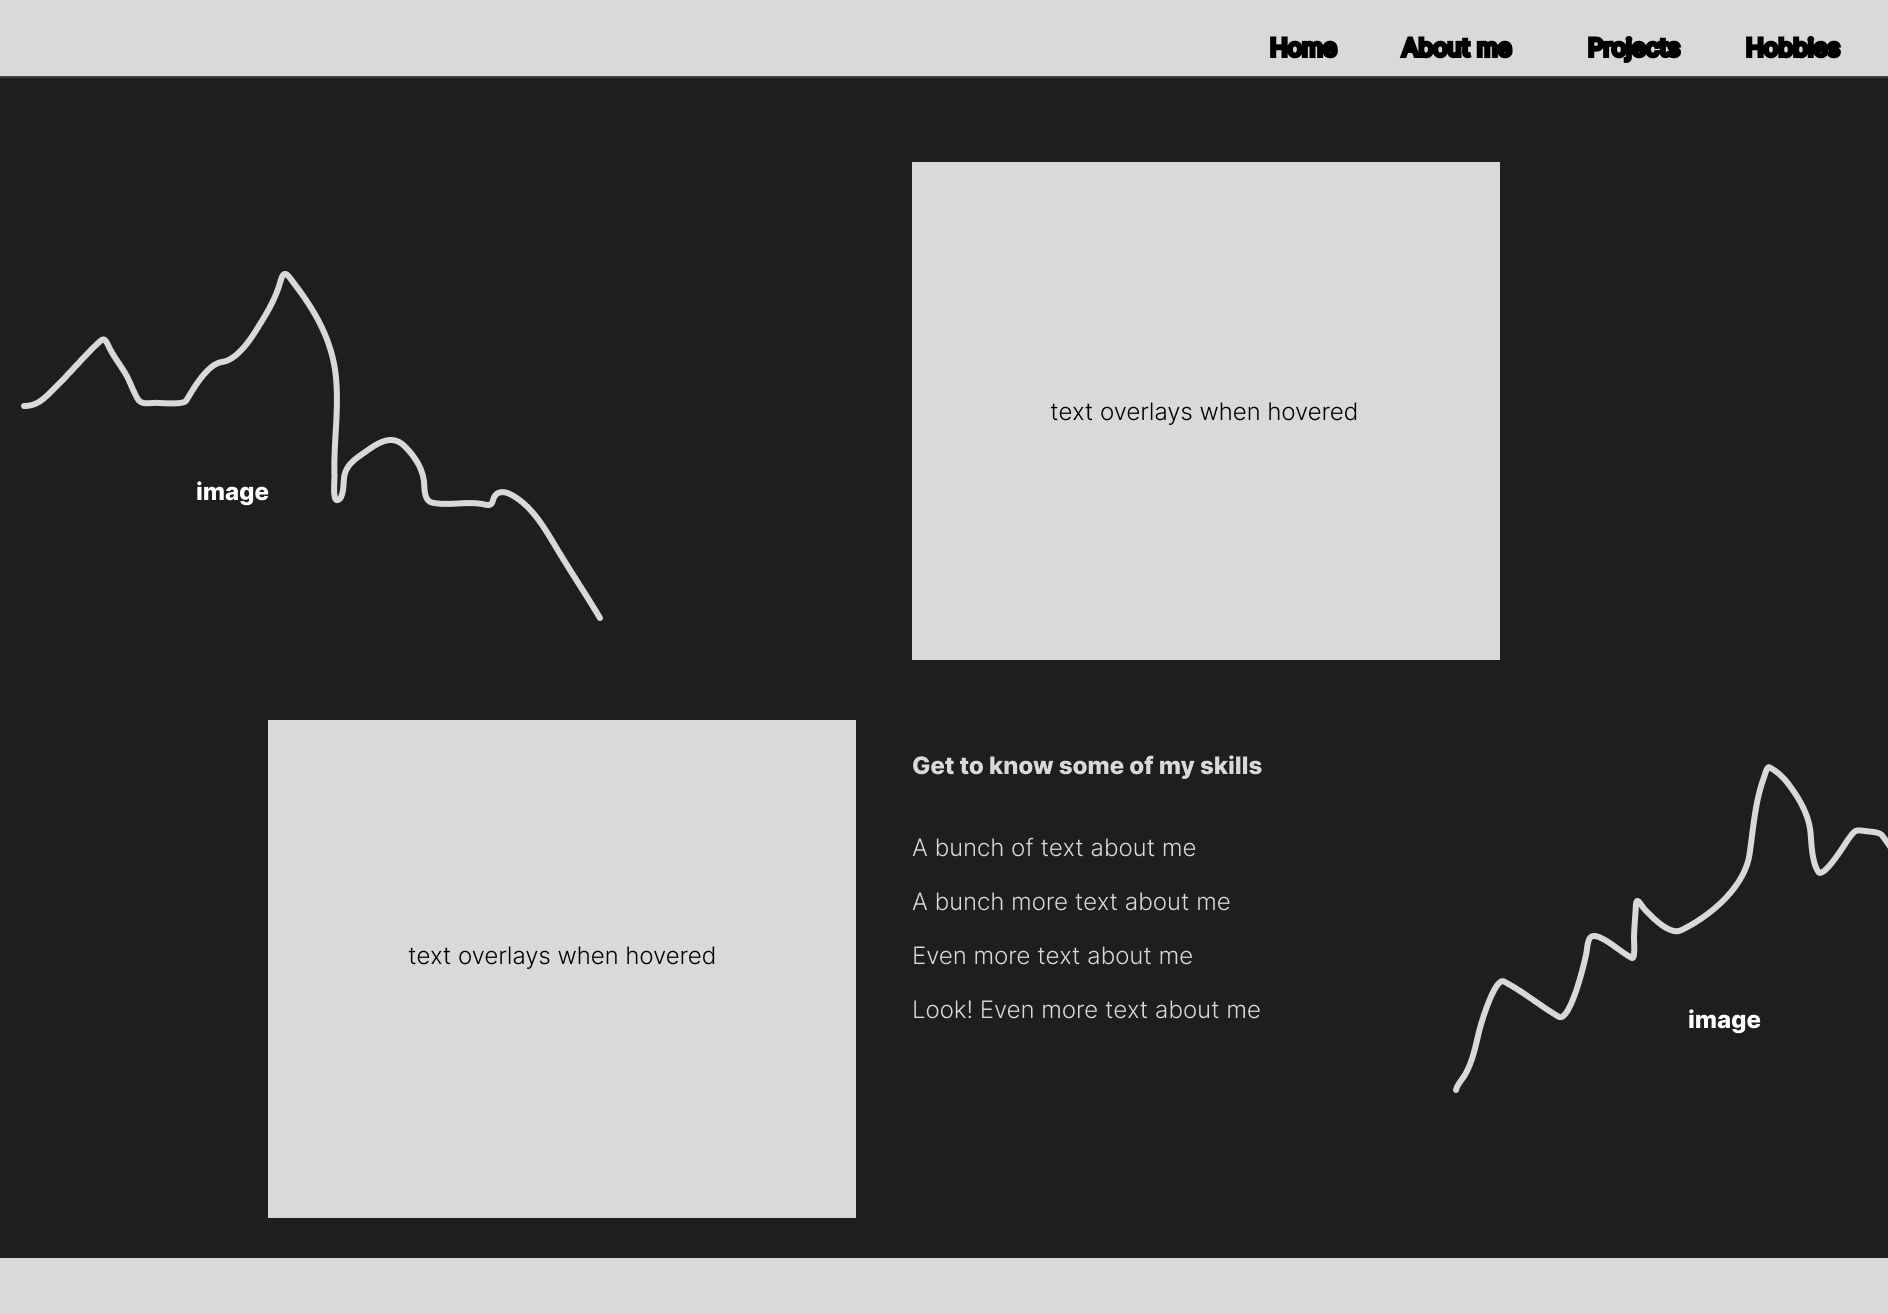 Home About me Projects Hobbies
text overlays when hovered
image
Get to know some of my skills
A bunch of text about me
A bunch more text about me
text overlays when hovered
Even more text about me
Look! Even more text about me
image